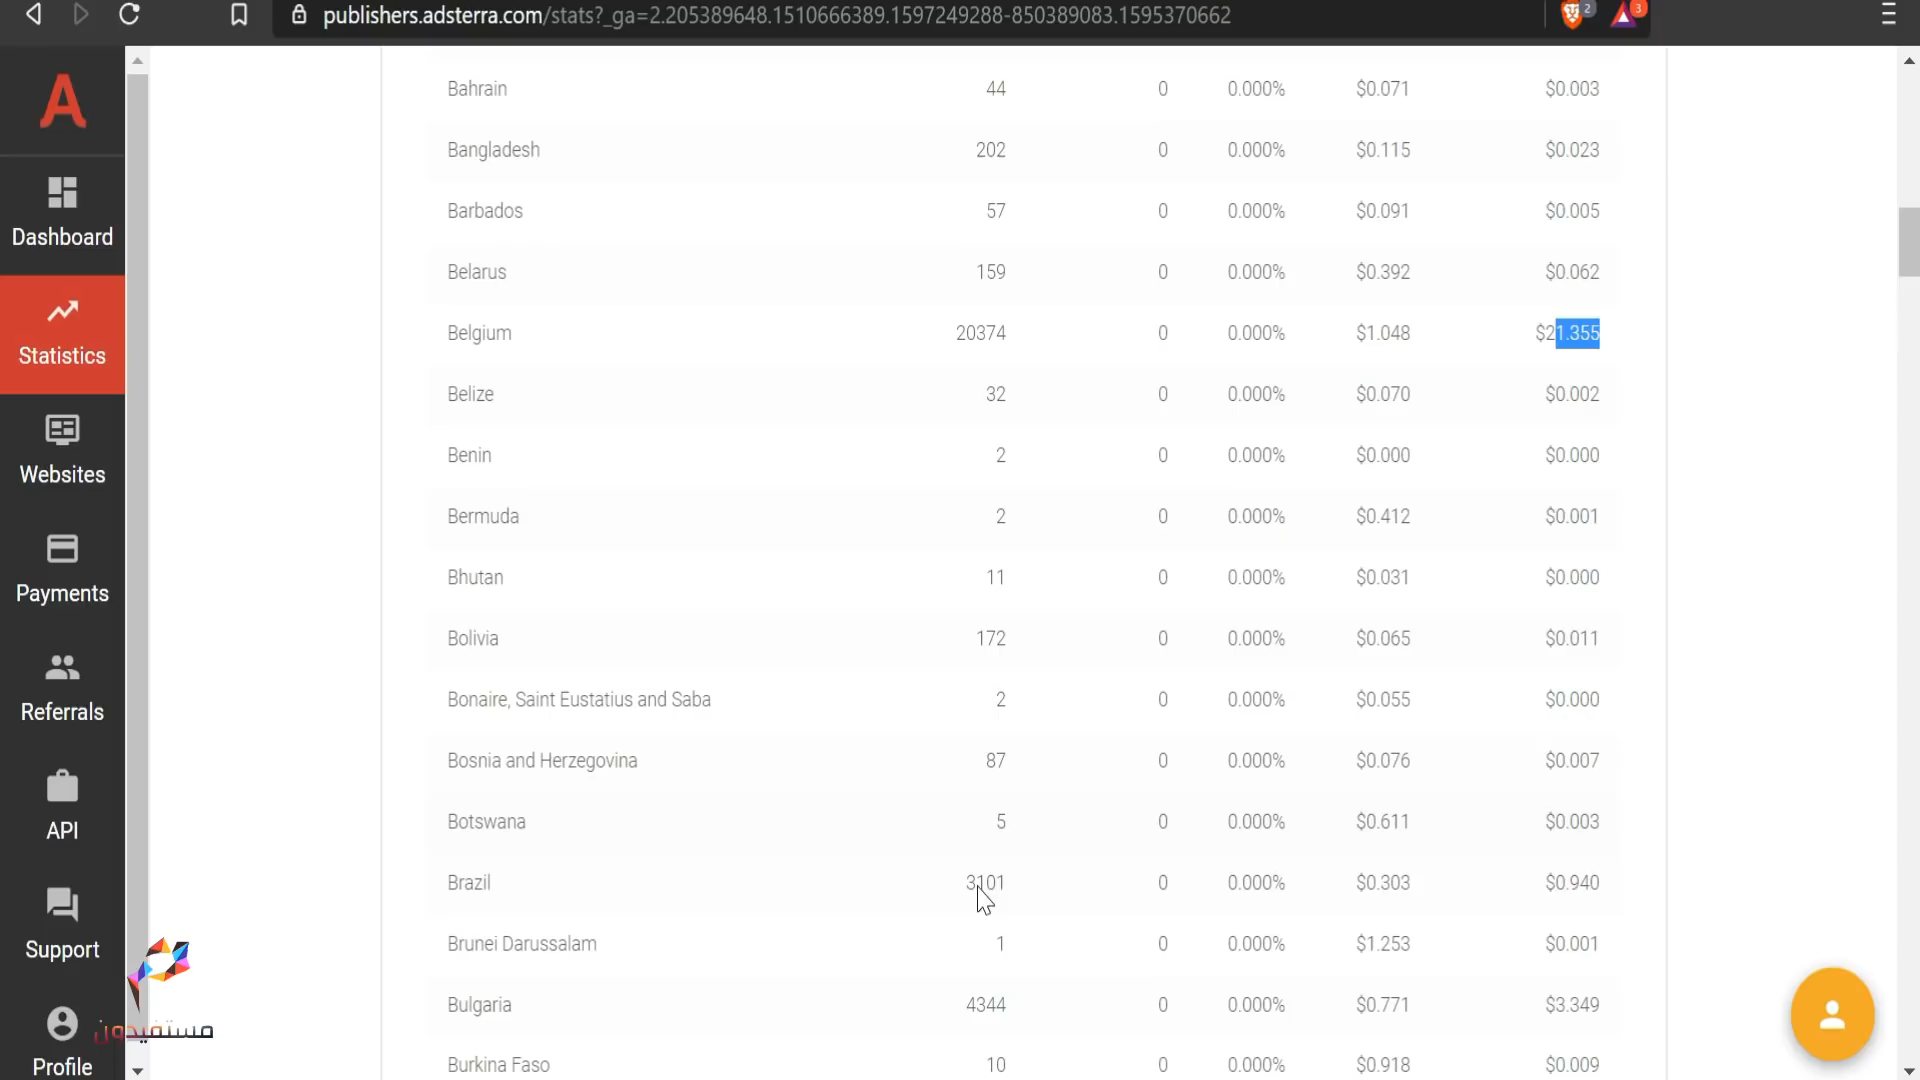 publishers.adsterra.com/stats?_ga=2.205389648.1510666389.1597249288-850389083.1595370662
2
3
A
Dashboard
Statistics
Websites
Payments
Referrals
API
Support
Profile
Bahrain 44 0 0.000% $0.071 $0.003
Bangladesh 202 0 0.000% $0.115 $0.023
Barbados 57 0 0.000% $0.091 $0.005
Belarus 159 0 0.000% $0.392 $0.062
Belgium 20374 0 0.000% $1.048 $21.355
Belize 32 0 0.000% $0.070 $0.002
Benin 2 0 0.000% $0.000 $0.000
Bermuda 2 0 0.000% $0.412 $0.001
Bhutan 11 0 0.000% $0.031 $0.000
Bolivia 172 0 0.000% $0.065 $0.011
Bonaire, Saint Eustatius and Saba 2 0 0.000% $0.055 $0.000
Bosnia and Herzegovina 87 0 0.000% $0.076 $0.007
Botswana 5 0 0.000% $0.611 $0.003
Brazil 3101 0 0.000% $0.303 $0.940
Brunei Darussalam 1 0 0.000% $1.253 $0.001
Bulgaria 4344 0 0.000% $0.771 $3.349
Burkina Faso 10 0 0.000% $0.918 $0.009
مستفيدون